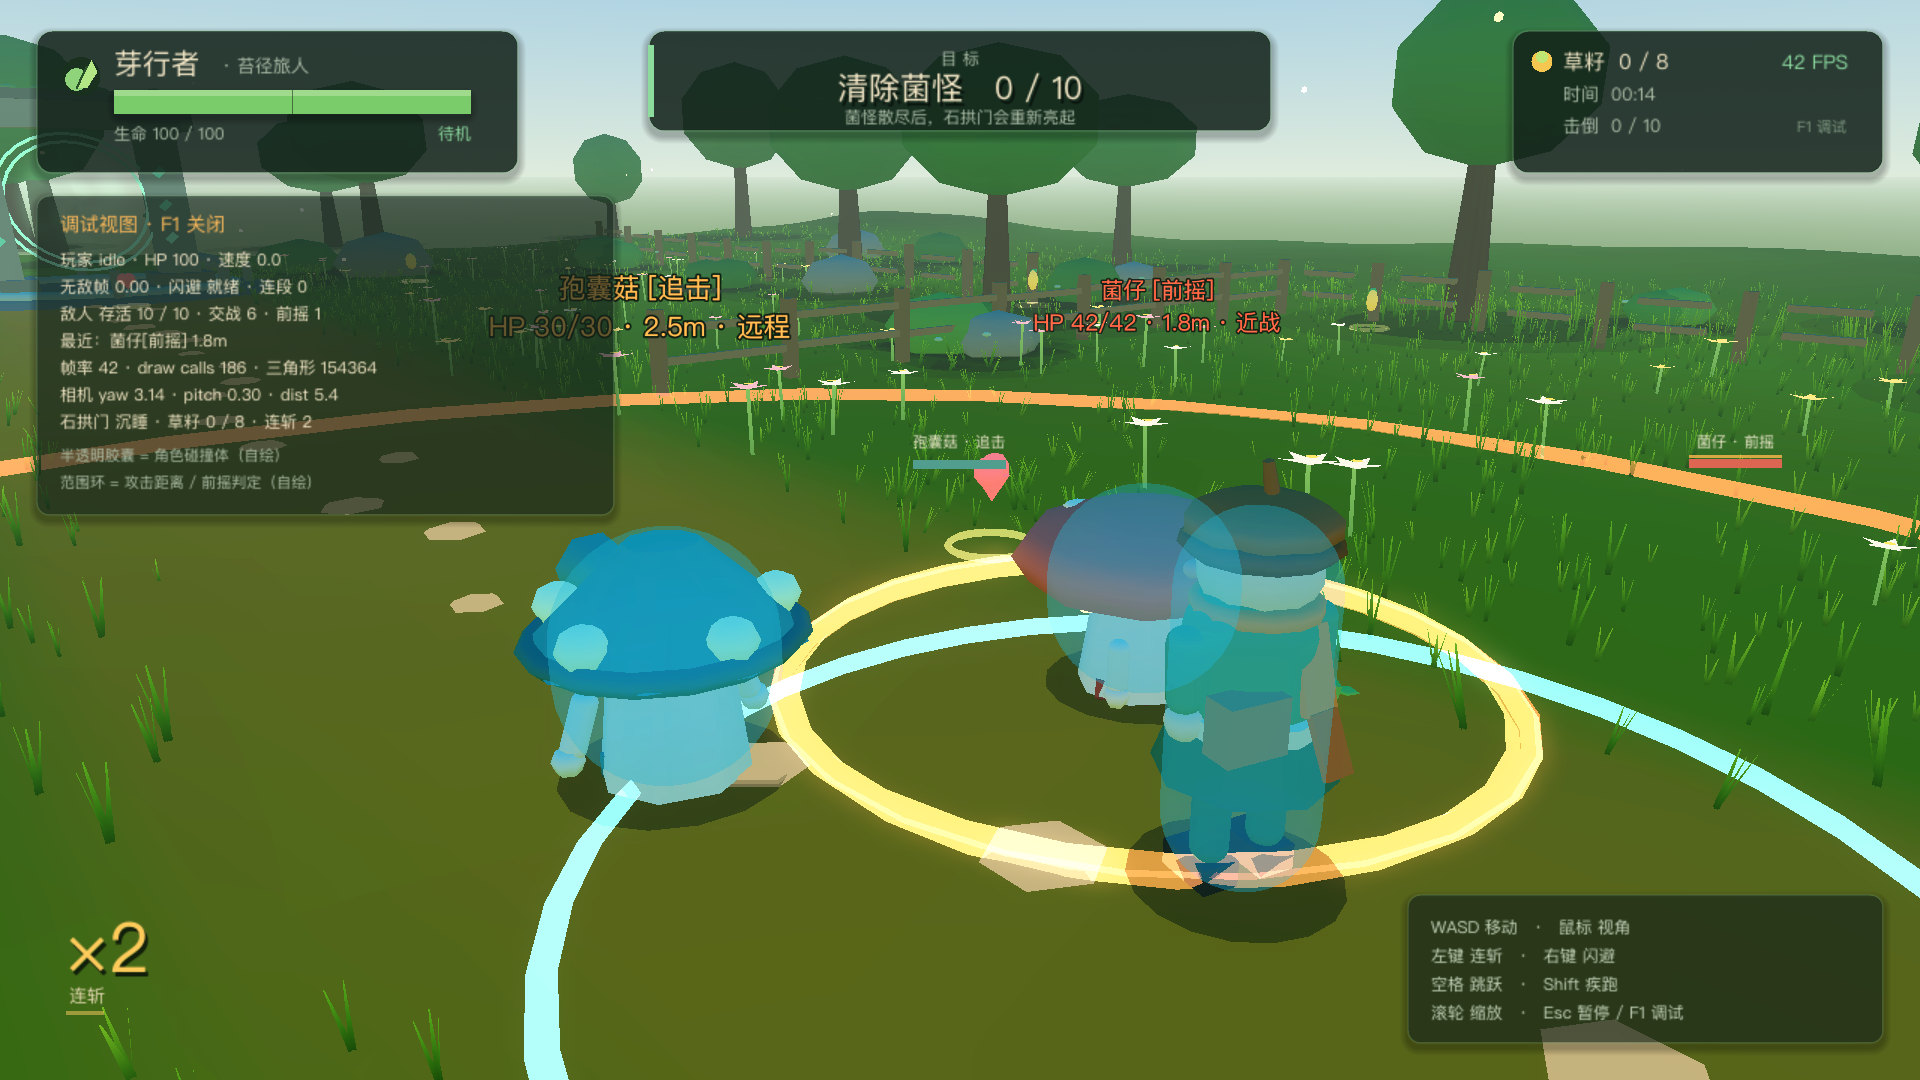 芽行者 · 苔径旅人
生命 100 / 100 待机
目标
清除菌怪 0 / 10
菌怪散尽后，石拱门会重新亮起
草籽 0 / 8 42 FPS
时间 00:14
击倒 0 / 10 F1 调试
调试视图 · F1 关闭
玩家 idle · HP 100 · 速度 0.0
无敌帧 0.00 · 闪避 就绪 · 连段 0
敌人 存活 10 / 10 · 交战 6 · 前摇 1
最近: 菌仔[前摇] 1.8m
帧率 42 · draw calls 186 · 三角形 154364
相机 yaw 3.14 · pitch 0.30 · dist 5.4
石拱门 沉睡 · 草籽 0 / 8 · 连斩 2
半透明胶囊 = 角色碰撞体（自绘）
范围环 = 攻击距离 / 前摇判定（自绘）
孢囊菇 [追击]
HP 30/30 · 2.5m · 远程
菌仔 [前摇]
HP 42/42 · 1.8m · 近战
孢囊菇 · 追击
菌仔 · 前摇
×2
连斩
WASD 移动 · 鼠标 视角
左键 连斩 · 右键 闪避
空格 跳跃 · Shift 疾跑
滚轮 缩放 · Esc 暂停 / F1 调试